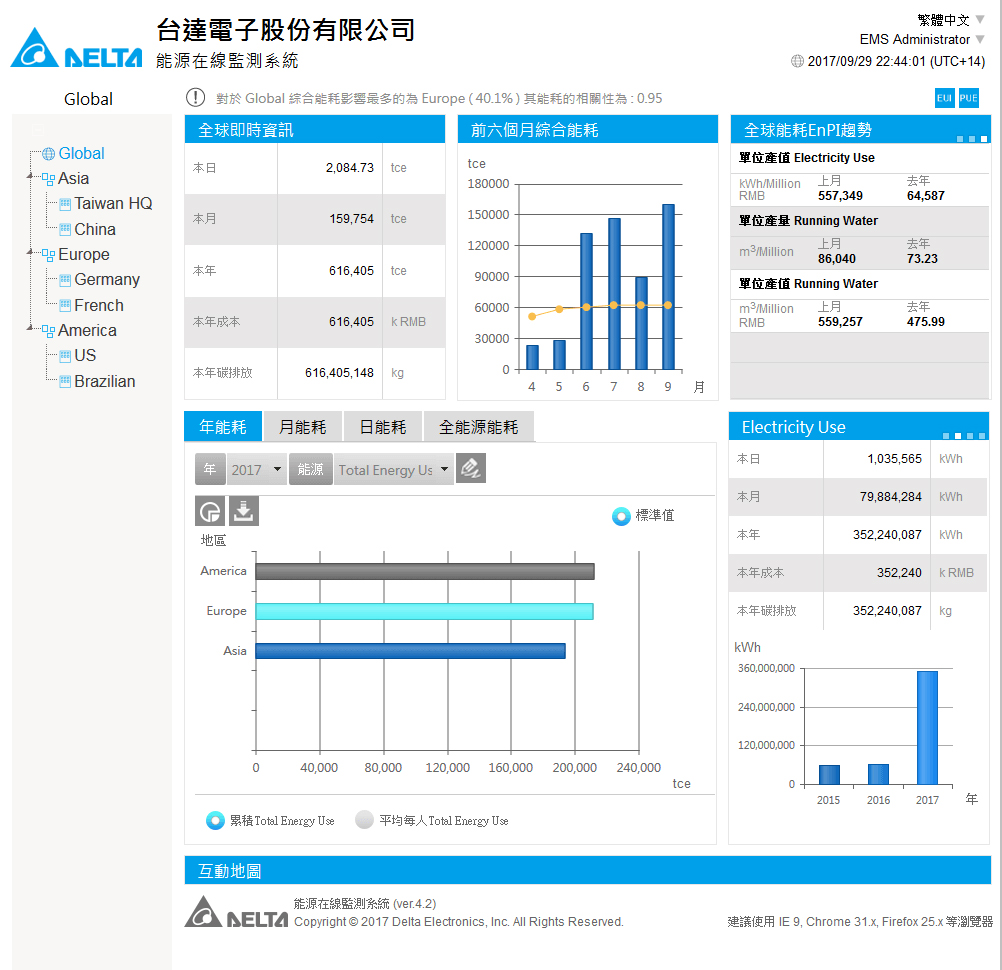 台達電子股份有限公司
DELTA
能源在線監測系統
繁體中文
EMS Administrator
2017/09/29 22:44:01 (UTC+14)
Global
對於 Global 綜合能耗影響最多的為 Europe ( 40.1% ) 其能耗的相關性為 : 0.95
EUI PUE
Global
Asia
Taiwan HQ
China
Europe
Germany
French
America
US
Brazilian
全球即時資訊
本日 2,084.73 tce
本月 159,754 tce
本年 616,405 tce
本年成本 616,405 k RMB
本年碳排放 616,405,148 kg
前六個月綜合能耗
tce
180000
150000
120000
90000
60000
30000
0
4 5 6 7 8 9 月
全球能耗EnPI趨勢
單位產值 Electricity Use
kWh/Million RMB
上月 去年
557,349 64,587
單位產量 Running Water
m3/Million
上月 去年
86,040 73.23
單位產值 Running Water
m3/Million RMB
上月 去年
559,257 475.99
年能耗 月能耗 日能耗 全能源能耗
年 2017 能源 Total Energy Us
標準值
地區
America
Europe
Asia
0 40,000 80,000 120,000 160,000 200,000 240,000
tce
累積Total Energy Use 平均每人Total Energy Use
Electricity Use
本日 1,035,565 kWh
本月 79,884,284 kWh
本年 352,240,087 kWh
本年成本 352,240 k RMB
本年碳排放 352,240,087 kg
kWh
360,000,000
240,000,000
120,000,000
0
2015 2016 2017 年
互動地圖
DELTA
能源在線監測系統 (ver.4.2)
Copyright © 2017 Delta Electronics, Inc. All Rights Reserved.
建議使用 IE 9, Chrome 31.x, Firefox 25.x 等瀏覽器